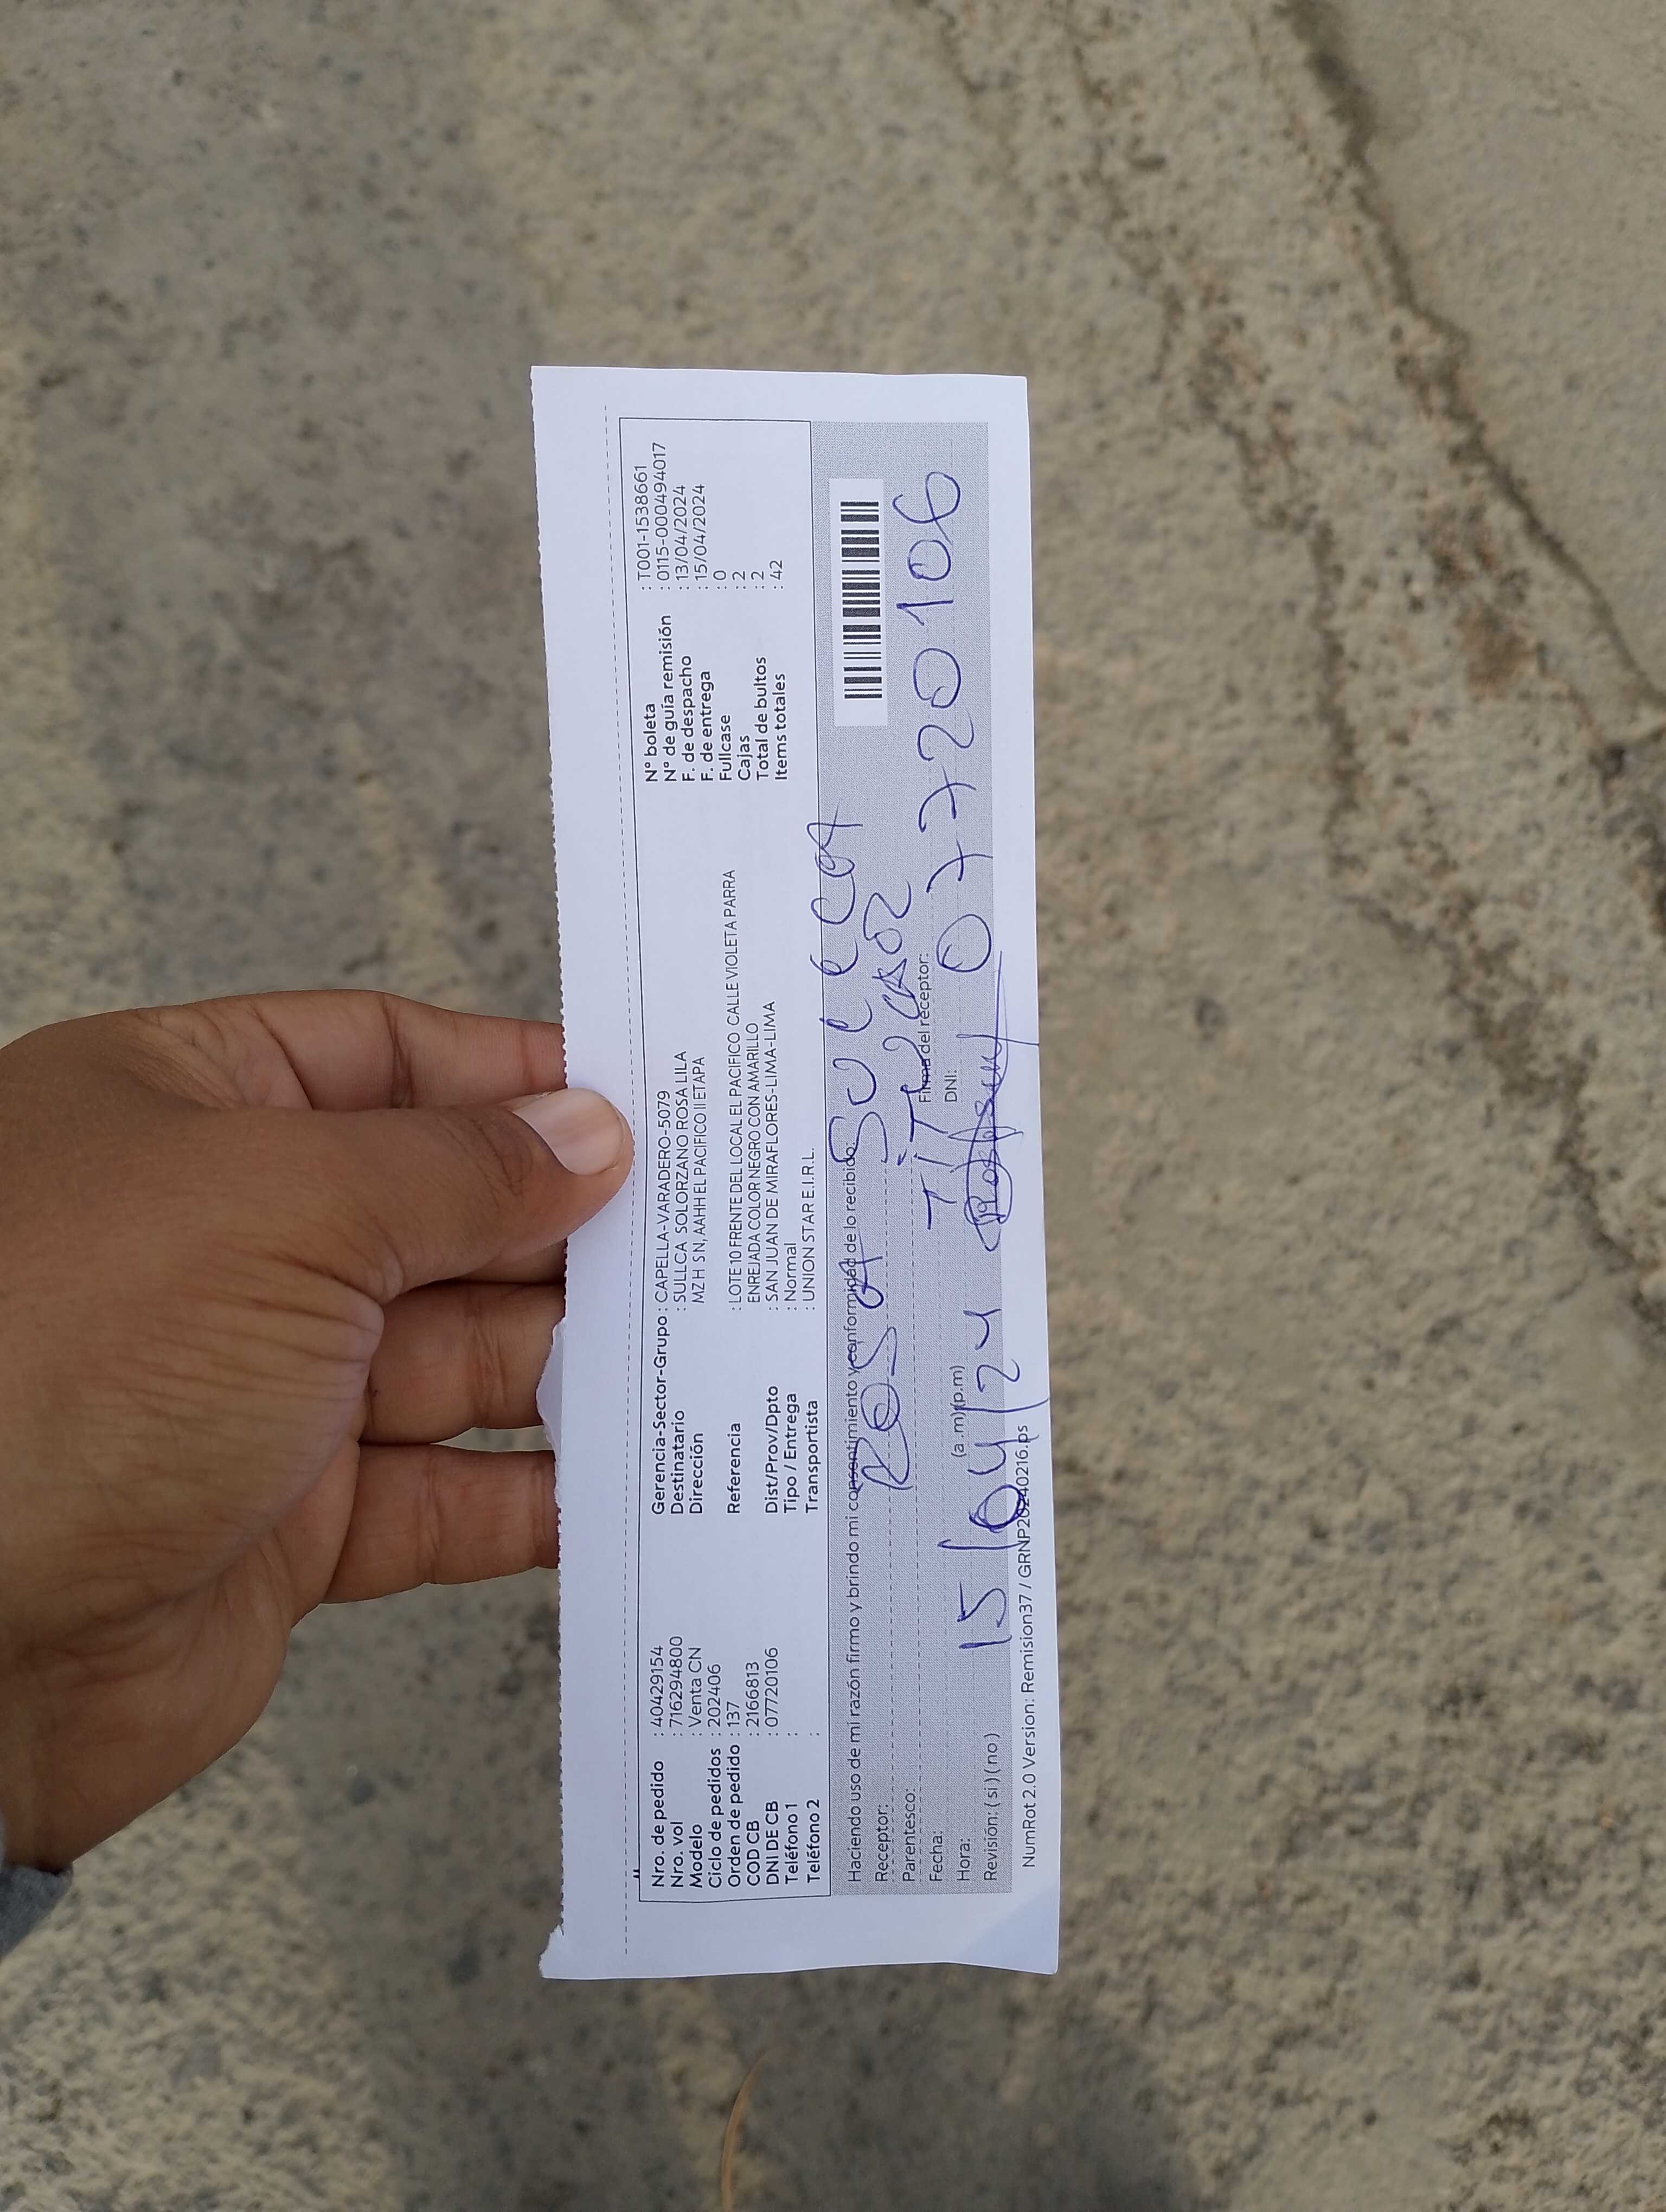 Nro. de pedido : 40429154
Nro. vol : 716294800
Modelo : Venta CN
Ciclo de pedidos : 202406
Orden de pedido : 137
COD CB : 2166813
DNI DE CB : 07720106
Teléfono 1 :
Teléfono 2 :
Gerencia-Sector-Grupo : CAPELLA-VARADERO-5079
Destinatario : SULLCA SOLORZANO ROSA LILA
Dirección MZ H S N, AAHH EL PACIFICO II ETAPA
Referencia : LOTE 10 FRENTE DEL LOCAL EL PACIFICO CALLE VIOLETA PARRA
ENREJADA COLOR NEGRO CON AMARILLO
Dist/Prov/Dpto : SAN JUAN DE MIRAFLORES-LIMA-LIMA
Tipo / Entrega : Normal
Transportista : UNION STAR E.I.R.L.
N° boleta : T001-1538661
N° de guía remisión : 0115-000494017
F. de despacho : 13/04/2024
F. de entrega : 15/04/2024
Fullcase : 0
Cajas : 2
Total de bultos : 2
Items totales : 42
Haciendo uso de mi razón firmo y brindo mi consentimiento y conformidad de lo recibido:
Receptor: ROSA
Parentesco: TiTULAR
Firma del receptor:
Fecha: 15/04/24
DNI: 07720106
Hora: (a.m)(p.m)
Revisión: (si) (no)
NumRot 2.0 Version: Remision37 / GRNP20240216.ps